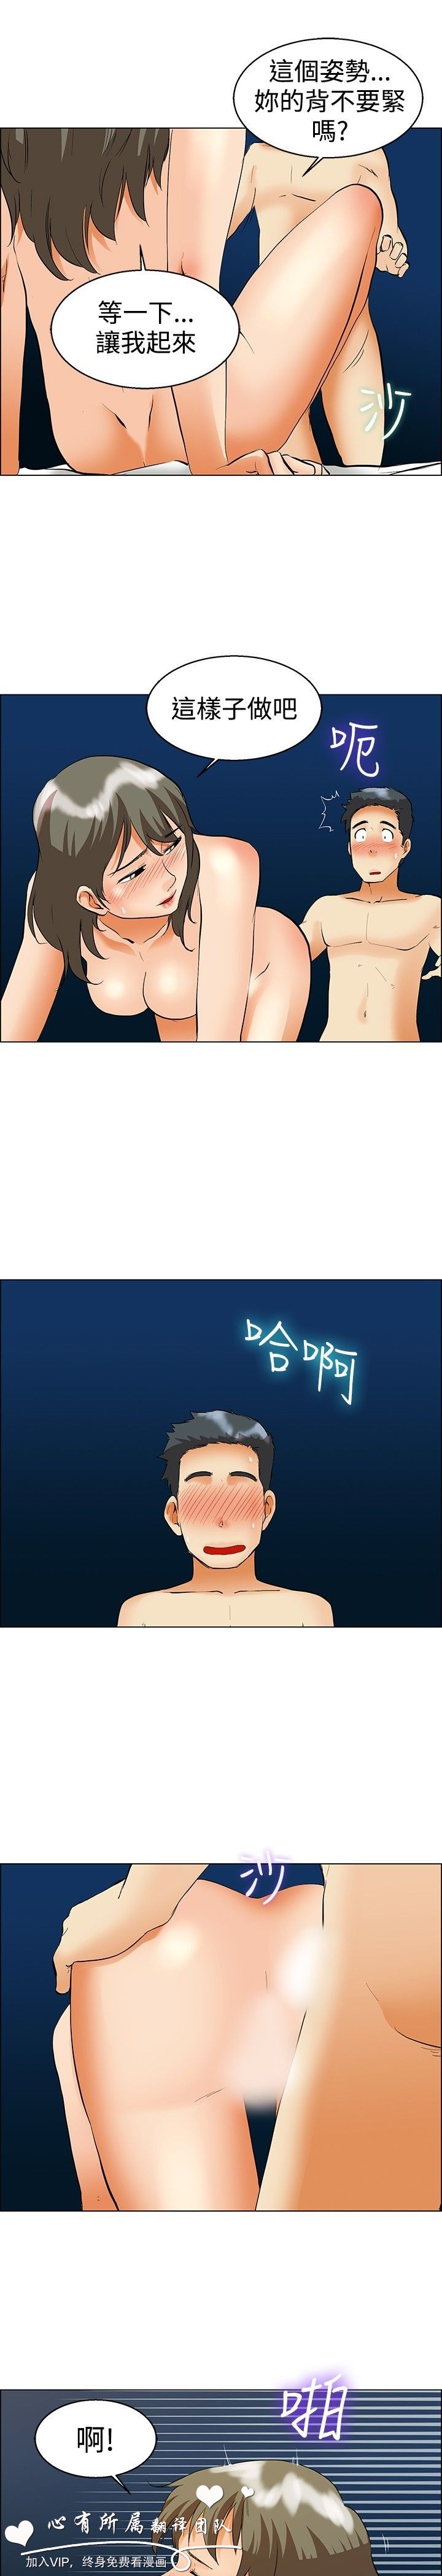 這個姿勢...
妳的背不要緊
嗎?
等一下...
讓我起來
沙
這樣子做吧
呃
哈啊
沙
啪
啊!
心有所属翻译团队
加入VIP，终身免费看漫画